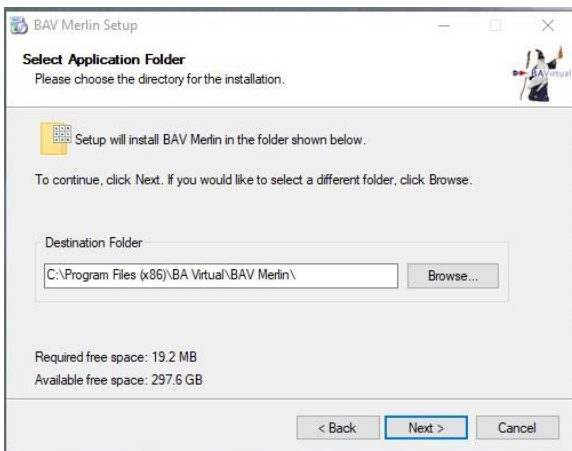 BAV Merlin Setup
Select Application Folder
Please choose the directory for the installation.
BAVirtual
Setup will install BAV Merlin in the folder shown below.
To continue, click Next. If you would like to select a different folder, click Browse.
Destination Folder
C:\Program Files (x86)\BA Virtual\BAV Merlin\
Browse...
Required free space: 19.2 MB
Available free space: 297.6 GB
< Back
Next >
Cancel